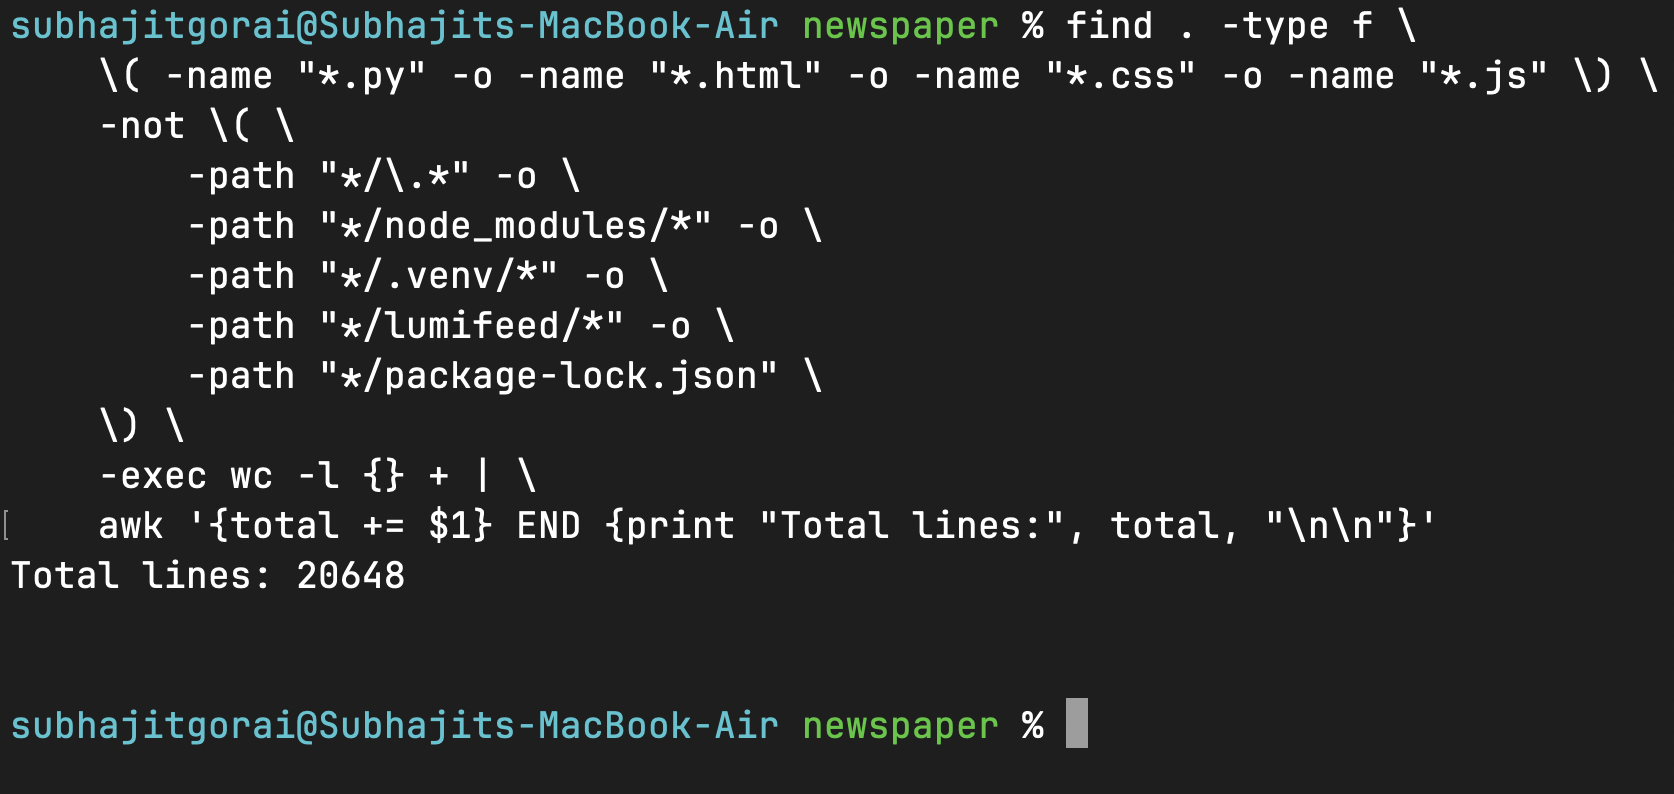 subhajitgorai@Subhajits-MacBook-Air newspaper % find . -type f \
    \( -name "*.py" -o -name "*.html" -o -name "*.css" -o -name "*.js" \) \
    -not \( \
        -path "*/\.*" -o \
        -path "*/node_modules/*" -o \
        -path "*/.venv/*" -o \
        -path "*/lumifeed/*" -o \
        -path "*/package-lock.json" \
    \) \
    -exec wc -l {} + | \
[   awk '{total += $1} END {print "Total lines:", total, "\n\n"}'
Total lines: 20648
subhajitgorai@Subhajits-MacBook-Air newspaper %